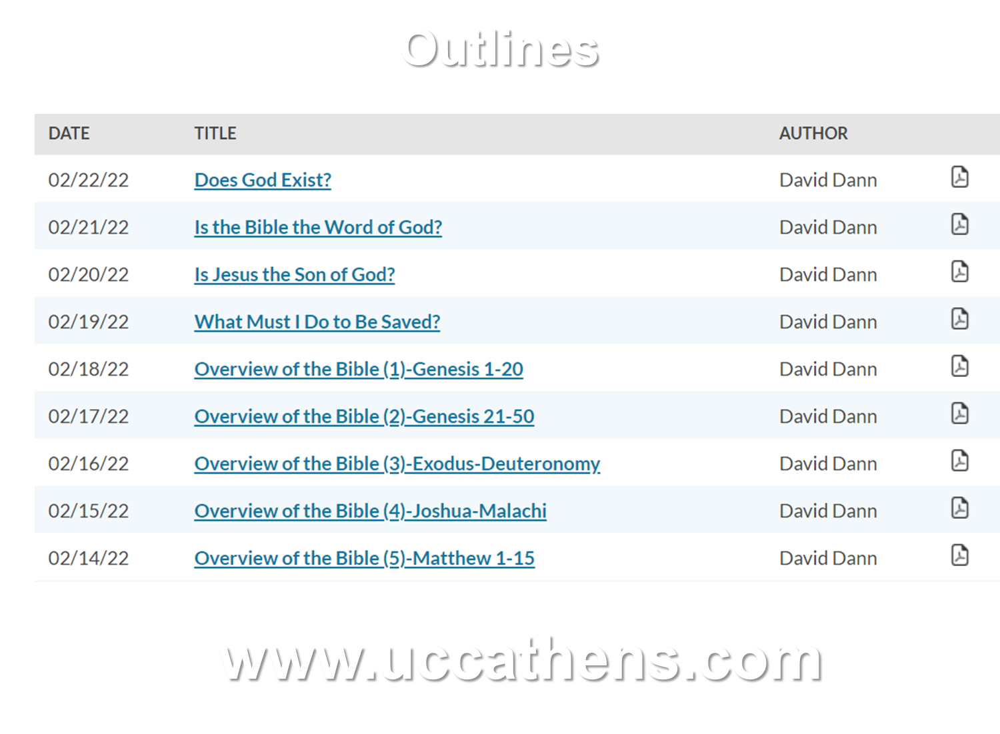 Outlines
DATE TITLE AUTHOR
02/22/22 Does God Exist? David Dann
02/21/22 Is the Bible the Word of God? David Dann
02/20/22 Is Jesus the Son of God? David Dann
02/19/22 What Must I Do to Be Saved? David Dann
02/18/22 Overview of the Bible (1)-Genesis 1-20 David Dann
02/17/22 Overview of the Bible (2)-Genesis 21-50 David Dann
02/16/22 Overview of the Bible (3)-Exodus-Deuteronomy David Dann
02/15/22 Overview of the Bible (4)-Joshua-Malachi David Dann
02/14/22 Overview of the Bible (5)-Matthew 1-15 David Dann
www.uccathens.com